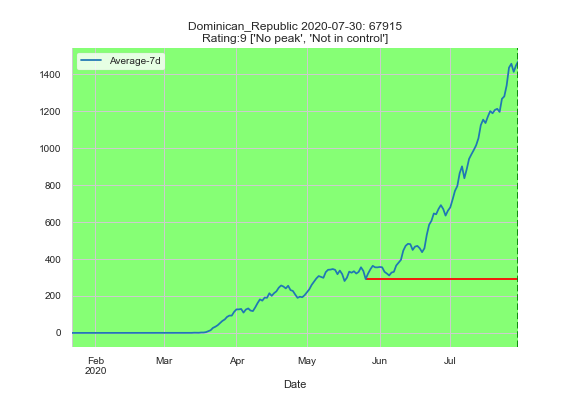 Dominican_Republic 2020-07-30: 67915
Rating:9 ['No peak', 'Not in control']
Average-7d
1400
1200
1000
800
600
400
200
0
Feb
2020
Mar
Apr
May
Jun
Jul
Date